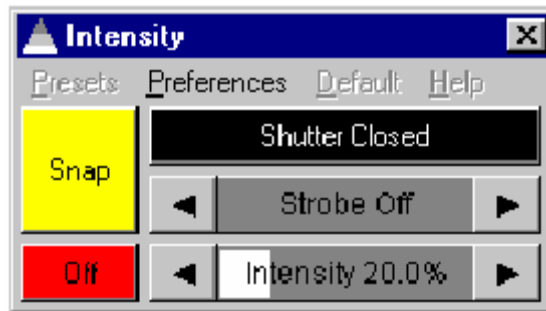 Intensity
Presets Preferences Default Help
Snap
Shutter Closed
Strobe Off
Off
Intensity 20.0%